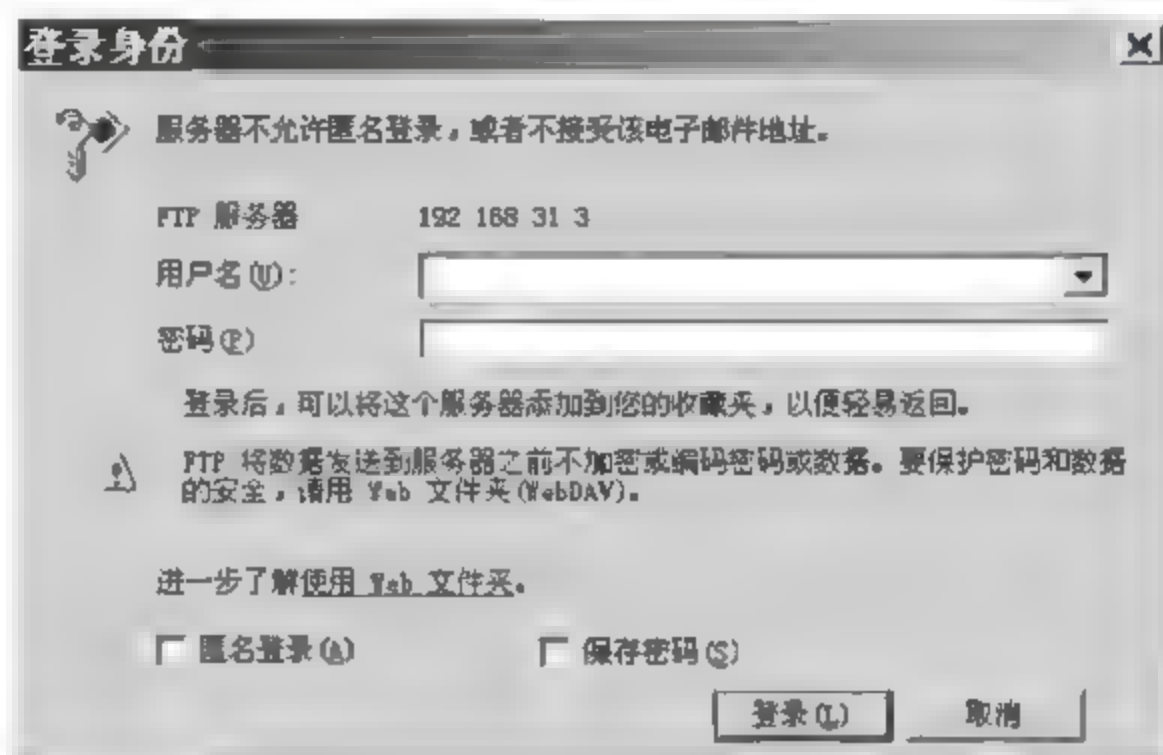 登录身份
服务器不允许匿名登录，或者不接受该电子邮件地址。
FTP 服务器 192 168 31 3
用户名(U):
密码(P)
登录后，可以将这个服务器添加到您的收藏夹，以便轻易返回。
FTP 将数据发送到服务器之前不加密或编码密码或数据。要保护密码和数据
的安全，请用 Web 文件夹(WebDAV)。
进一步了解使用 Web 文件夹。
匿名登录(A) 保存密码(S)
登录(L) 取消